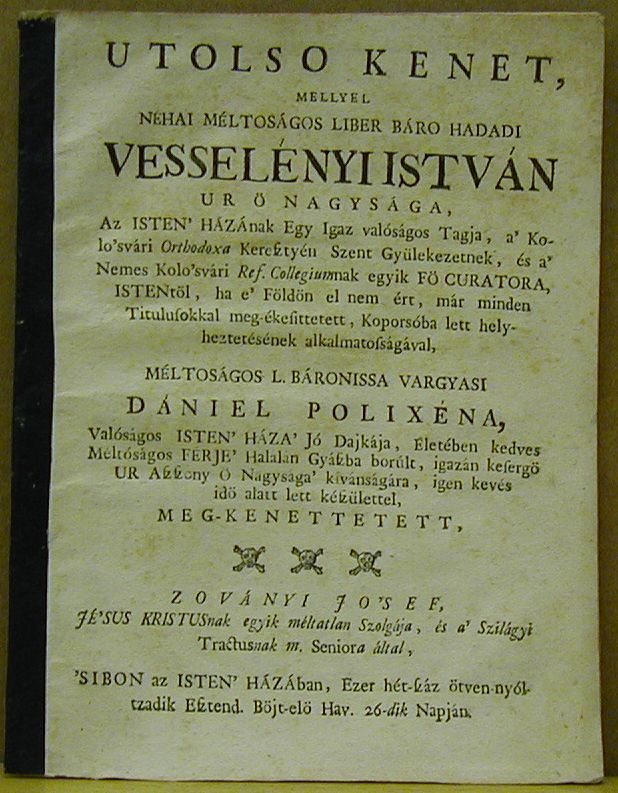 UTOLSO KENET,
MELLYEL
NÉHAI MÉLTOSÁGOS LIBER BÁRO HADADI
VESSELÉNYI ISTVÁN
UR Ö NAGYSÁGA,
Az ISTEN' HÁZÁnak Egy Igaz valóságos Tagja, a' Ko-
lo'svári Orthodoxa Kereſztyén Szent Gyülekezetnek, és a'
Nemes Kolo'svári Ref. Collegiumnak egyik FÖ CURATORA,
ISTENtöl, ha e' Földön el nem ért, már minden
Tituluſokkal meg-ékeſittetett, Koporsóba lett hely-
heztetésének alkalmatoſságával,
MÉLTOSÁGOS L. BÁRONISSA VARGYASI
DÁNIEL POLIXÉNA,
Valóságos ISTEN' HÁZA' Jó Dajkája, Életében kedves
Méltóságos FÉRJE' Halálán Gyáſzba borúlt, igazán keſergö
UR Aſſzony Ö Nagysága' kívánságára, igen kevés
idö alatt lett kéſzülettel,
MEG-KENETTETETT,
ZOVÁNYI JO'SEF,
JÉ'SUS KRISTUSnak egyik méltatlan Szolgája, és a' Szilágyi
Tractusnak m. Seniora által,
'SIBON az ISTEN' HÁZÁban, Ezer hét-ſzáz ötven-nyól-
tzadik Eſztend. Böjt-elö Hav. 26-dik Napján.